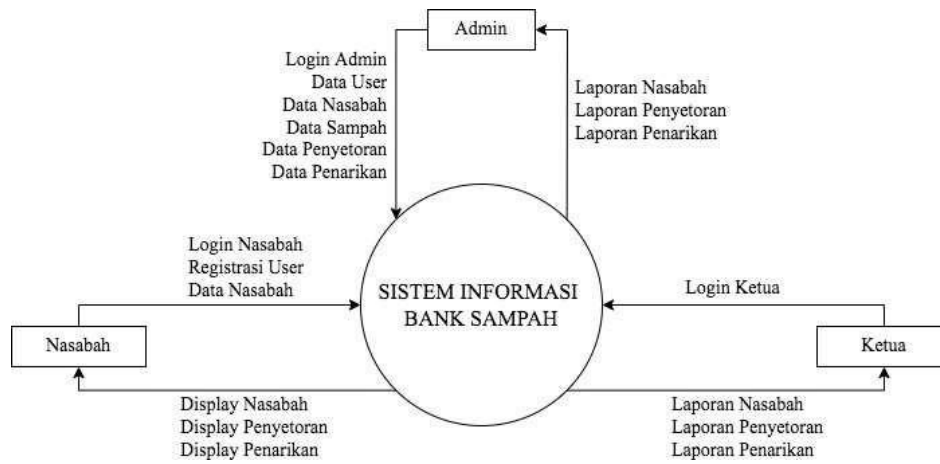 Admin
Login Admin
Data User
Data Nasabah
Data Sampah
Data Penyetoran
Data Penarikan
Laporan Nasabah
Laporan Penyetoran
Laporan Penarikan
Login Nasabah
Registrasi User
Data Nasabah
SISTEM INFORMASI
BANK SAMPAH
Login Ketua
Nasabah
Ketua
Display Nasabah
Display Penyetoran
Display Penarikan
Laporan Nasabah
Laporan Penyetoran
Laporan Penarikan